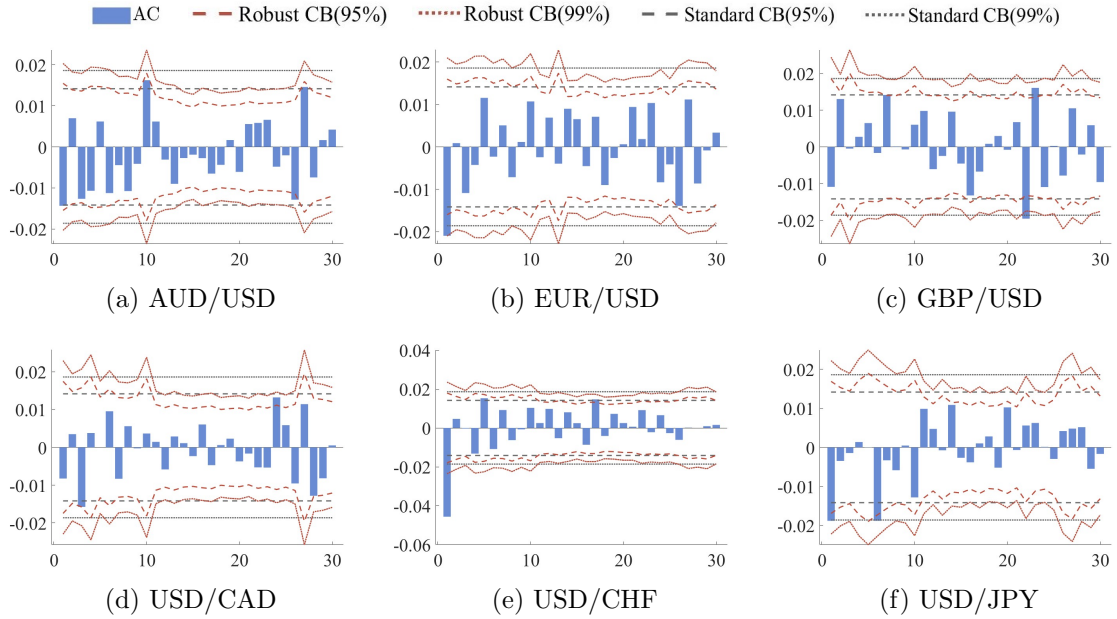 AC Robust CB(95%) Robust CB(99%) Standard CB(95%) Standard CB(99%)
0.02 0.02 0.02
0.01 0.01 0.01
0 0 0
-0.01 -0.01 -0.01
-0.02 -0.02 -0.02
0 10 20 30 0 10 20 30 0 10 20 30
(a) AUD/USD (b) EUR/USD (c) GBP/USD
0.02 0.04 0.02
0.01 0.02 0.01
0 0 0
-0.01 -0.02 -0.01
-0.02 -0.04 -0.02
-0.06
0 10 20 30 0 10 20 30 0 10 20 30
(d) USD/CAD (e) USD/CHF (f) USD/JPY